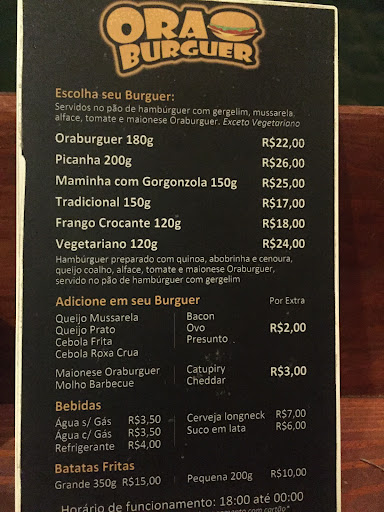 ORA
BURGUER
Escolha seu Burguer:
Servidos no pão de hambúrguer com gergelim, mussarela,
alface, tomate e maionese Oraburguer. Exceto Vegetariano
Oraburguer 180g R$22,00
Picanha 200g R$26,00
Maminha com Gorgonzola 150g R$25,00
Tradicional 150g R$17,00
Frango Crocante 120g R$18,00
Vegetariano 120g R$24,00
Hambúrguer preparado com quinoa, abobrinha e cenoura,
queijo coalho, alface, tomate e maionese Oraburguer,
servido no pão de hambúrguer com gergelim
Adicione em seu Burguer Por Extra
Queijo Mussarela Bacon
Queijo Prato Ovo R$2,00
Cebola Frita Presunto
Cebola Roxa Crua
Maionese Oraburguer Catupiry R$3,00
Molho Barbecue Cheddar
Bebidas
Água s/ Gás R$3,50 Cerveja longneck R$7,00
Água c/ Gás R$3,50 Suco em lata R$6,00
Refrigerante R$4,00
Batatas Fritas
Grande 350g R$15,00 Pequena 200g R$10,00
Horário de funcionamento: 18:00 até 00:00
pagamento com cartão*